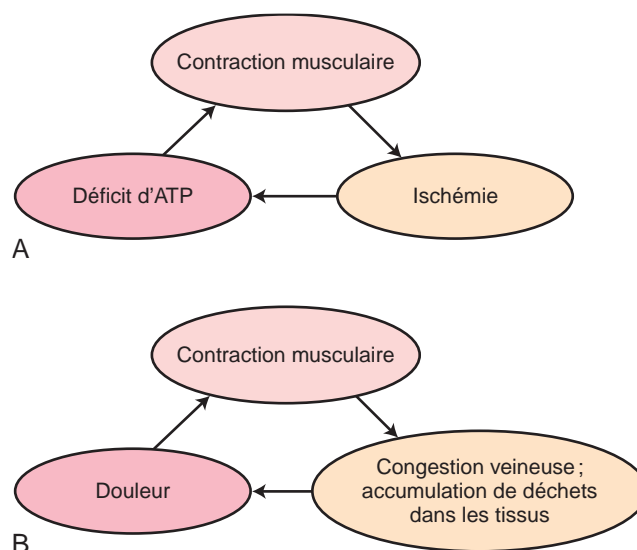 Contraction musculaire
Déficit d'ATP
Ischémie
A
Contraction musculaire
Douleur
Congestion veineuse ;
accumulation de déchets
dans les tissus
B